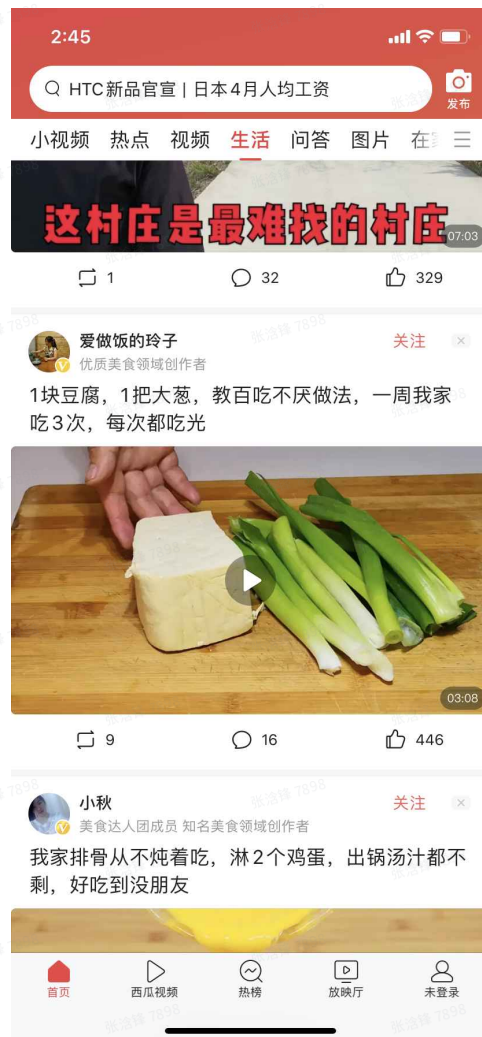 2:45
HTC新品官宣 | 日本4月人均工资
发布
小视频 热点 视频 生活 问答 图片 在
这村庄是最难找的村庄
07:03
1 32 329
爱做饭的玲子
关注
优质美食领域创作者
1块豆腐，1把大葱，教百吃不厌做法，一周我家
吃3次，每次都吃光
03:08
9 16 446
小秋
关注
美食达人团成员 知名美食领域创作者
我家排骨从不炖着吃，淋2个鸡蛋，出锅汤汁都不
剩，好吃到没朋友
首页 西瓜视频 热榜 放映厅 未登录
张浩锋 7898